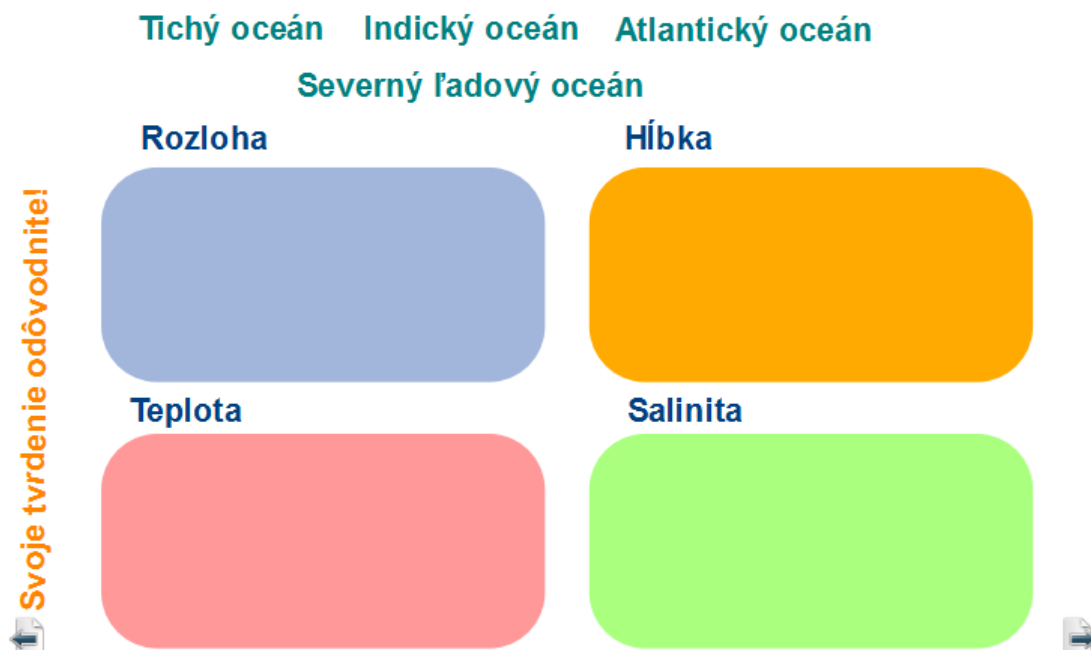 Tichý oceán Indický oceán Atlantický oceán
Severný ľadový oceán
Rozloha
Hĺbka
Teplota
Salinita
Svoje tvrdenie odôvodnite!